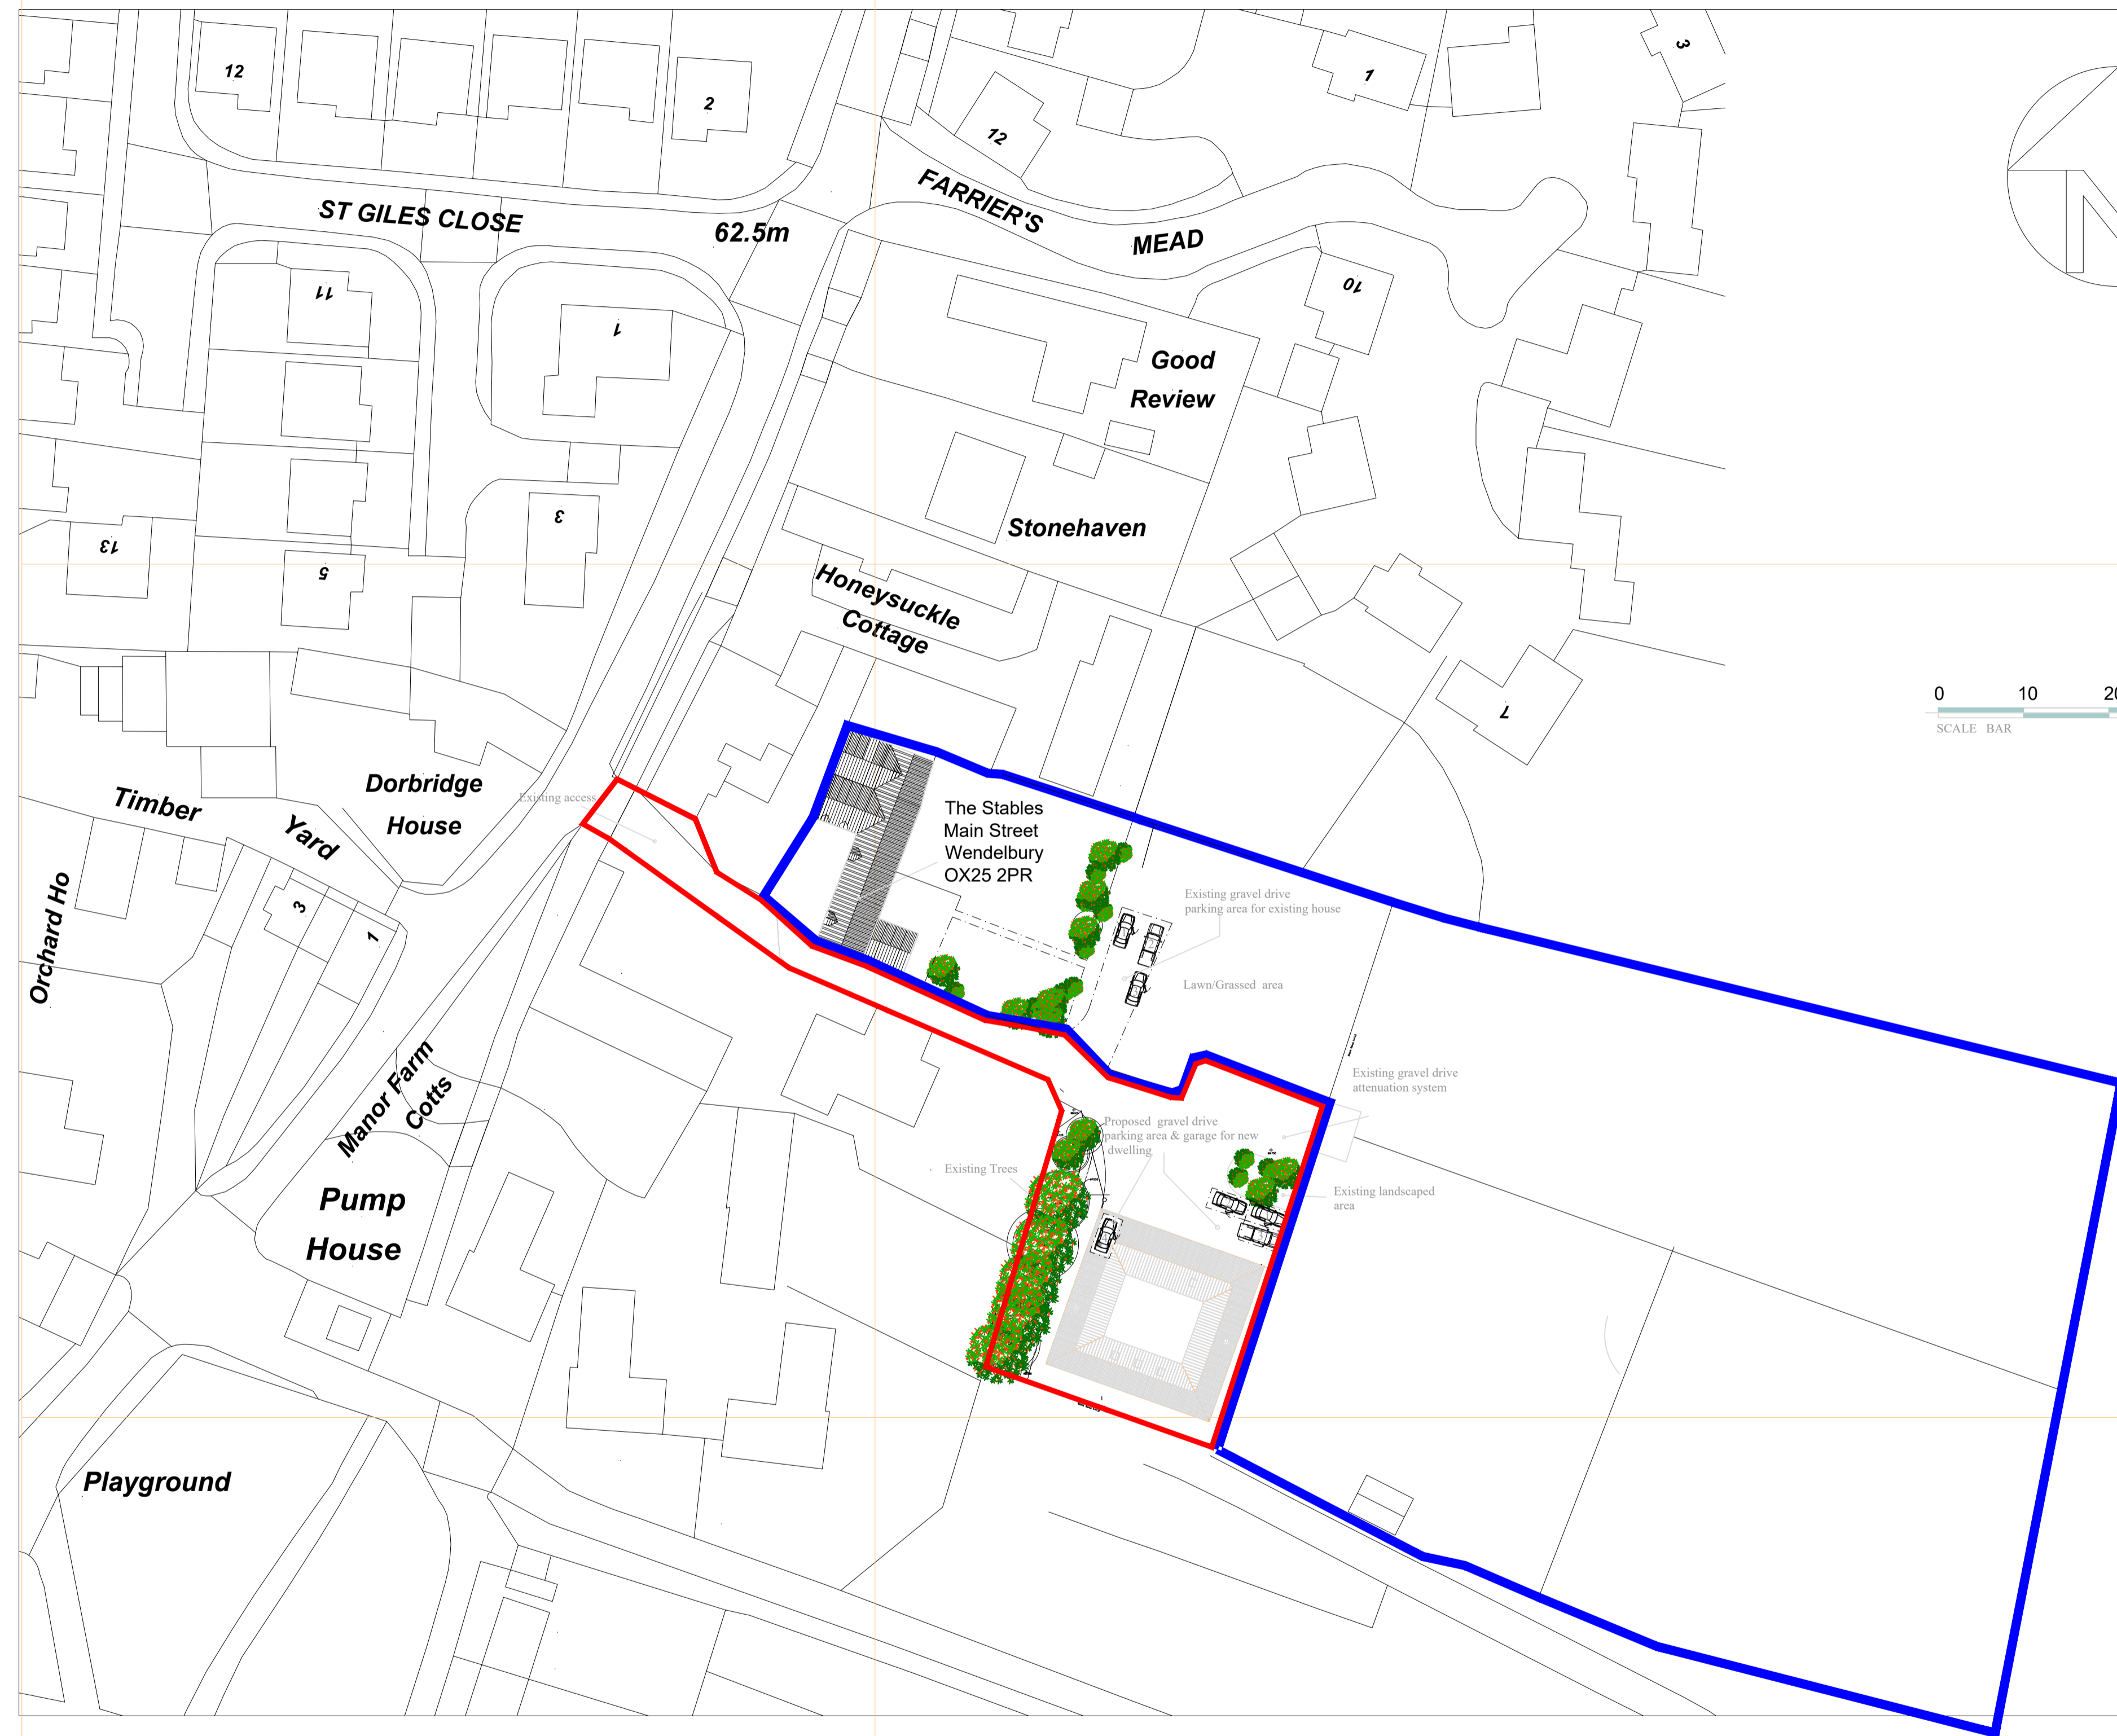 12
2
12
1
3
ST GILES CLOSE
62.5m
FARRIER'S
MEAD
11
1
10
Good
Review
3
Stonehaven
13
5
Honeysuckle
Cottage
7
0 10
SCALE BAR
Dorbridge
House
Existing access
Timber
Yard
The Stables
Main Street
Wendelbury
OX25 2PR
Orchard Ho
3
1
Existing gravel drive
parking area for existing house
Lawn/Grassed area
Manor Farm
Cotts
Existing gravel drive
attenuation system
Proposed gravel drive
parking area & garage for new
dwelling
Existing Trees
Existing landscaped
area
Pump
House
Playground
N